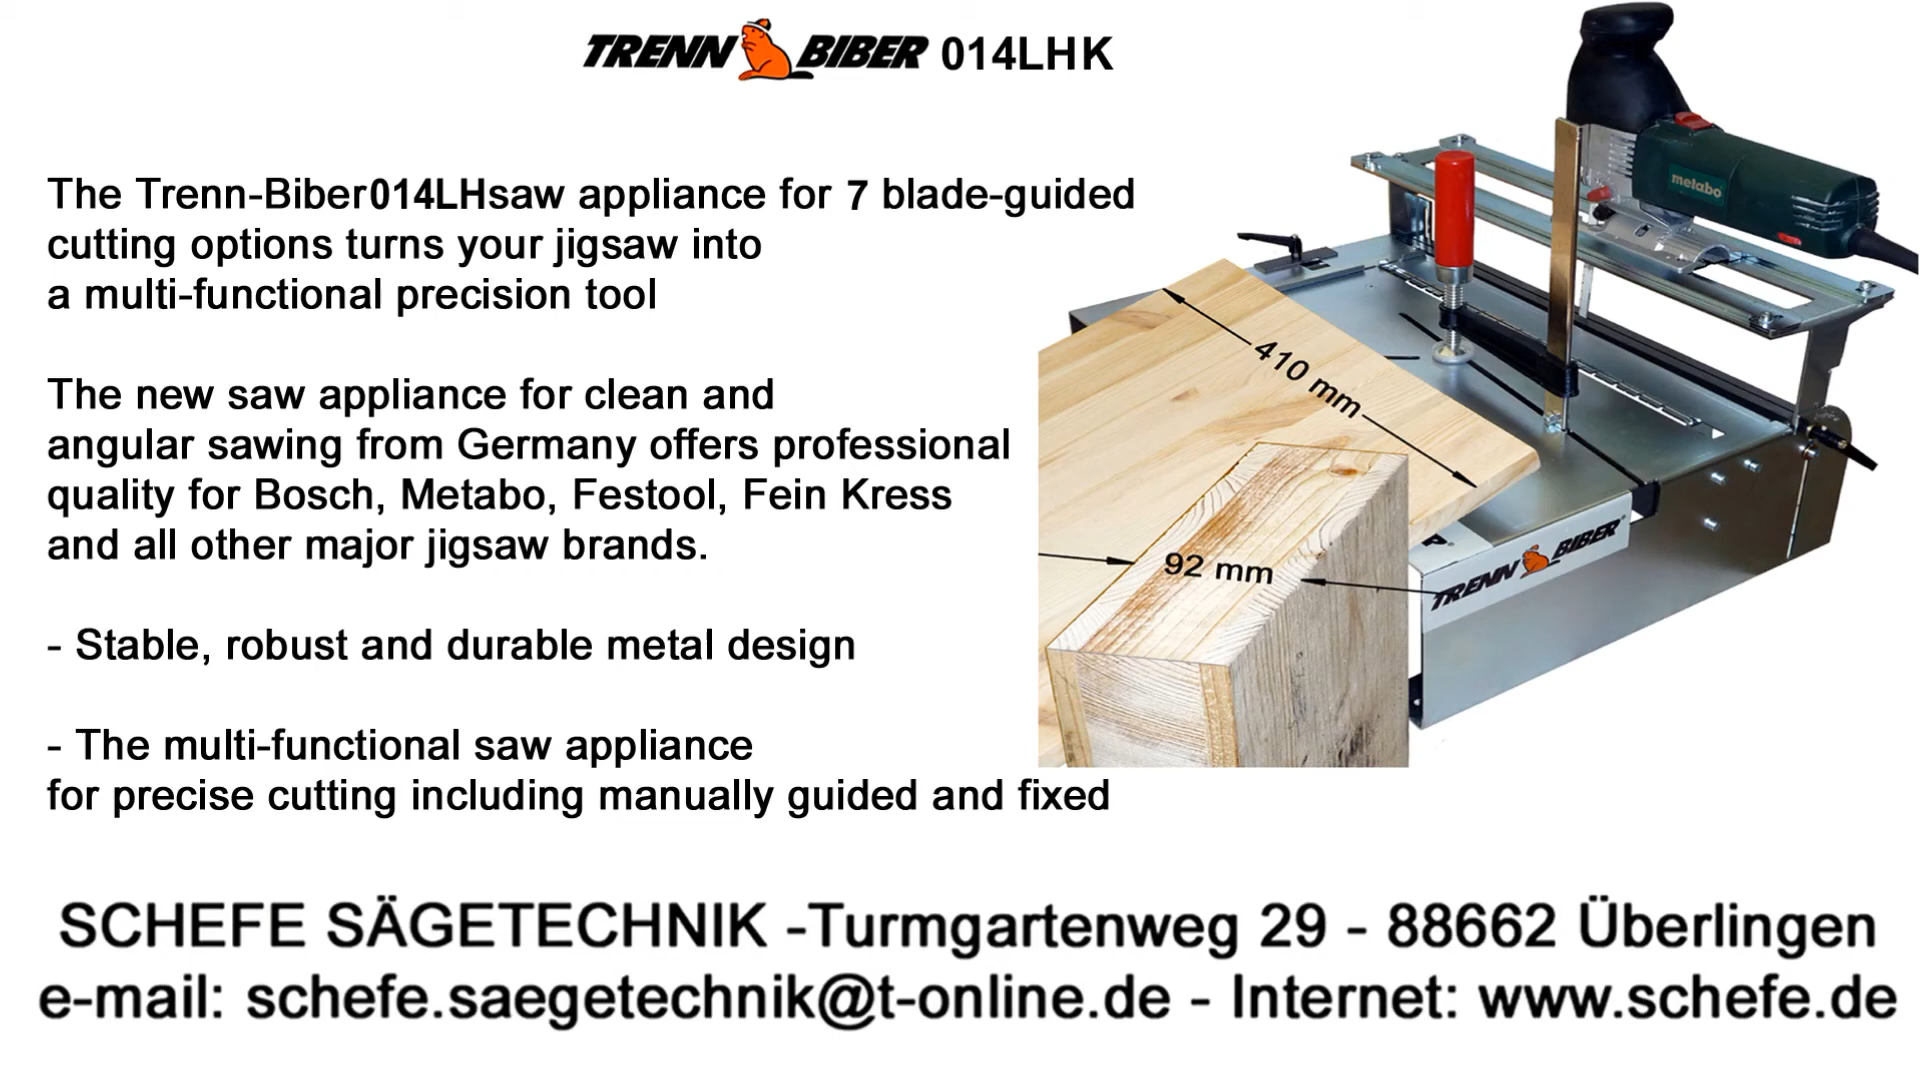 TRENN BIBER 014LHK
The Trenn-Biber014LHsaw appliance for 7 blade-guided
cutting options turns your jigsaw into
a multi-functional precision tool
The new saw appliance for clean and
angular sawing from Germany offers professional
quality for Bosch, Metabo, Festool, Fein Kress
and all other major jigsaw brands.
- Stable, robust and durable metal design
- The multi-functional saw appliance
for precise cutting including manually guided and fixed
metabo
410 mm
92 mm
TRENN BIBER
SCHEFE SÄGETECHNIK -Turmgartenweg 29 - 88662 Überlingen
e-mail: schefe.saegetechnik@t-online.de - Internet: www.schefe.de